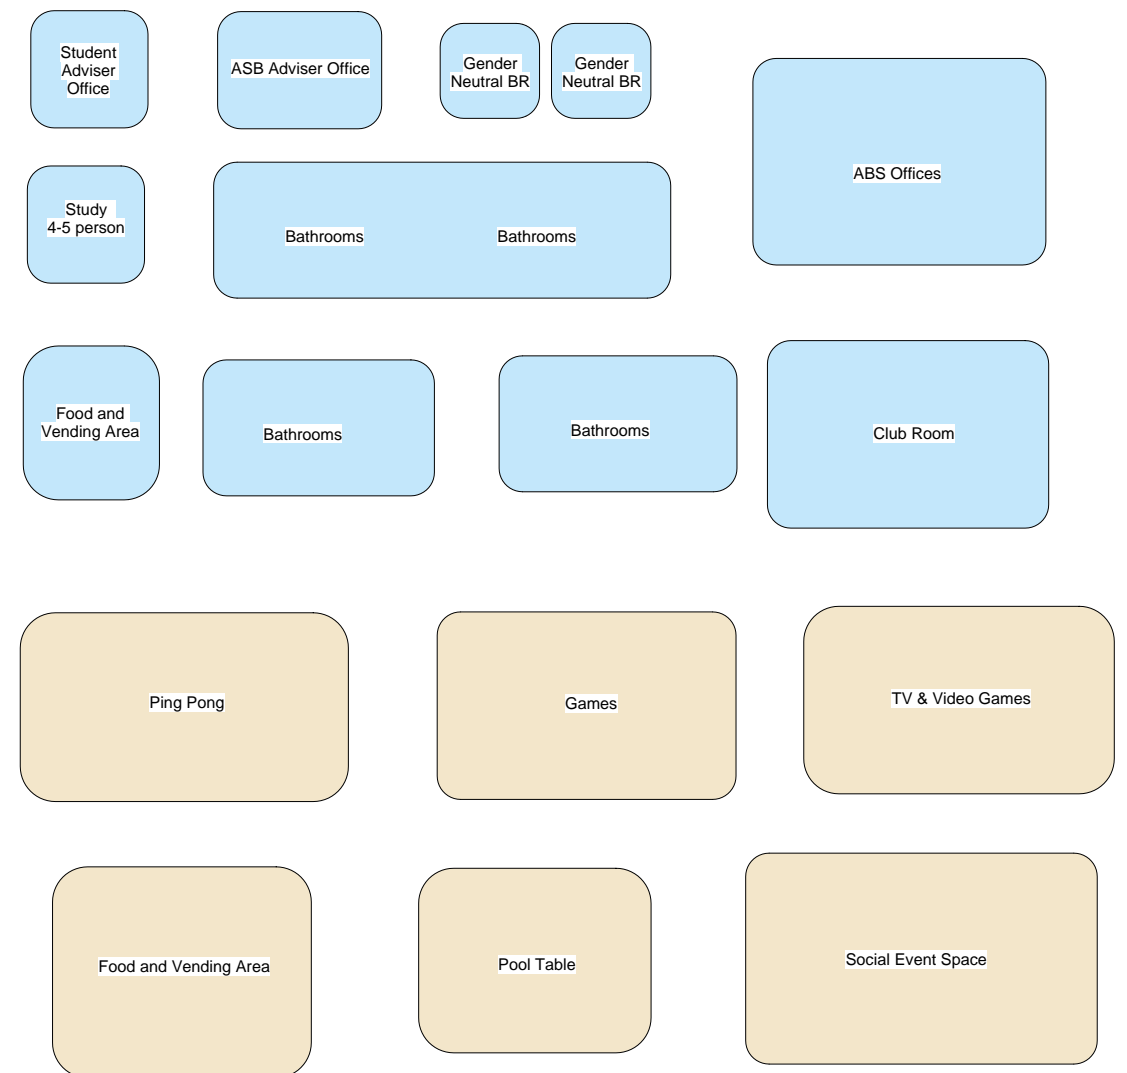 Student
Adviser
Office
ASB Adviser Office
Gender
Neutral BR
Gender
Neutral BR
ABS Offices
Study
4-5 person
Bathrooms
Bathrooms
Food and
Vending Area
Bathrooms
Bathrooms
Club Room
Ping Pong
Games
TV & Video Games
Food and Vending Area
Pool Table
Social Event Space